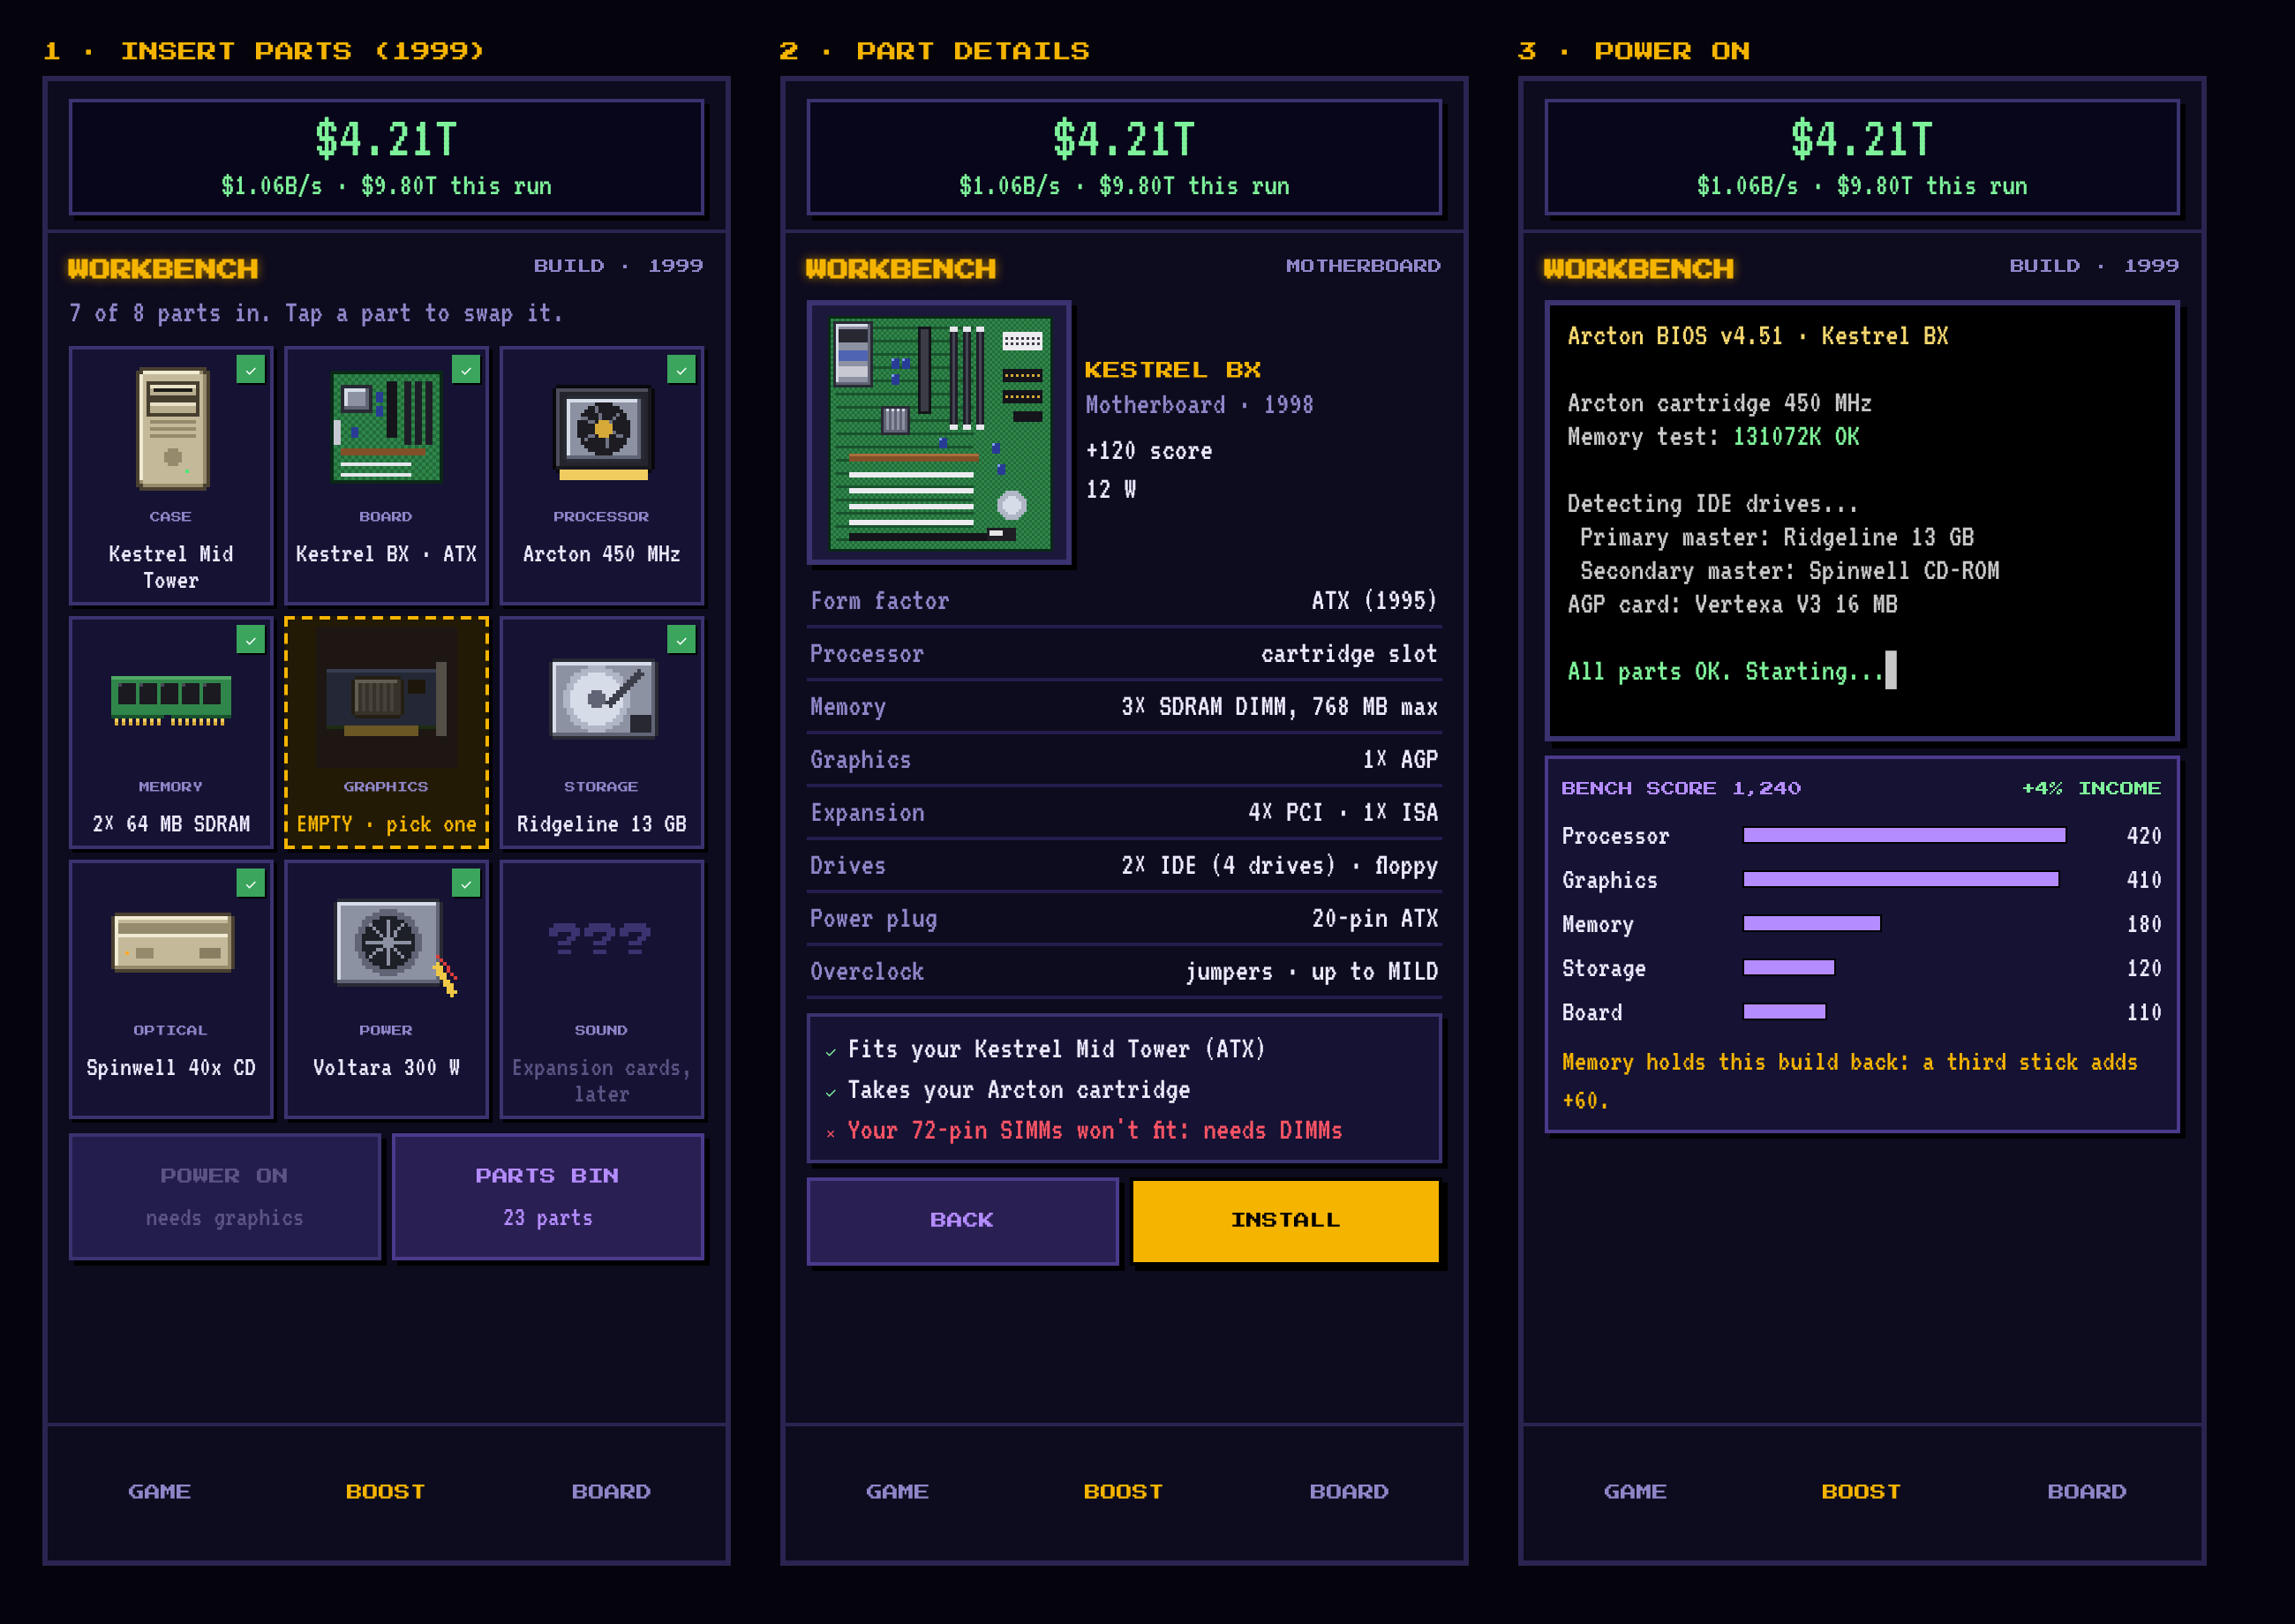 1 · INSERT PARTS (1999)
$4.21T
$1.06B/s · $9.80T this run
WORKBENCH
BUILD · 1999
7 of 8 parts in. Tap a part to swap it.
✓
✓
✓
CASE
BOARD
PROCESSOR
Kestrel Mid
Tower
Kestrel BX · ATX
Arcton 450 MHz
✓
✓
MEMORY
GRAPHICS
STORAGE
2X 64 MB SDRAM
EMPTY · pick one
Ridgeline 13 GB
✓
✓
???
OPTICAL
POWER
SOUND
Spinwell 40x CD
Voltara 300 W
Expansion cards,
later
POWER ON
needs graphics
PARTS BIN
23 parts
GAME
BOOST
BOARD
2 · PART DETAILS
$4.21T
$1.06B/s · $9.80T this run
WORKBENCH
MOTHERBOARD
KESTREL BX
Motherboard · 1998
+120 score
12 W
Form factor
ATX (1995)
Processor
cartridge slot
Memory
3X SDRAM DIMM, 768 MB max
Graphics
1X AGP
Expansion
4X PCI · 1X ISA
Drives
2X IDE (4 drives) · floppy
Power plug
20-pin ATX
Overclock
jumpers · up to MILD
✓ Fits your Kestrel Mid Tower (ATX)
✓ Takes your Arcton cartridge
× Your 72-pin SIMMs won't fit: needs DIMMs
BACK
INSTALL
GAME
BOOST
BOARD
3 · POWER ON
$4.21T
$1.06B/s · $9.80T this run
WORKBENCH
BUILD · 1999
Arcton BIOS v4.51 · Kestrel BX
Arcton cartridge 450 MHz
Memory test: 131072K OK
Detecting IDE drives...
Primary master: Ridgeline 13 GB
Secondary master: Spinwell CD-ROM
AGP card: Vertexa V3 16 MB
All parts OK. Starting...
BENCH SCORE 1,240
+4% INCOME
Processor
420
Graphics
410
Memory
180
Storage
120
Board
110
Memory holds this build back: a third stick adds
+60.
GAME
BOOST
BOARD